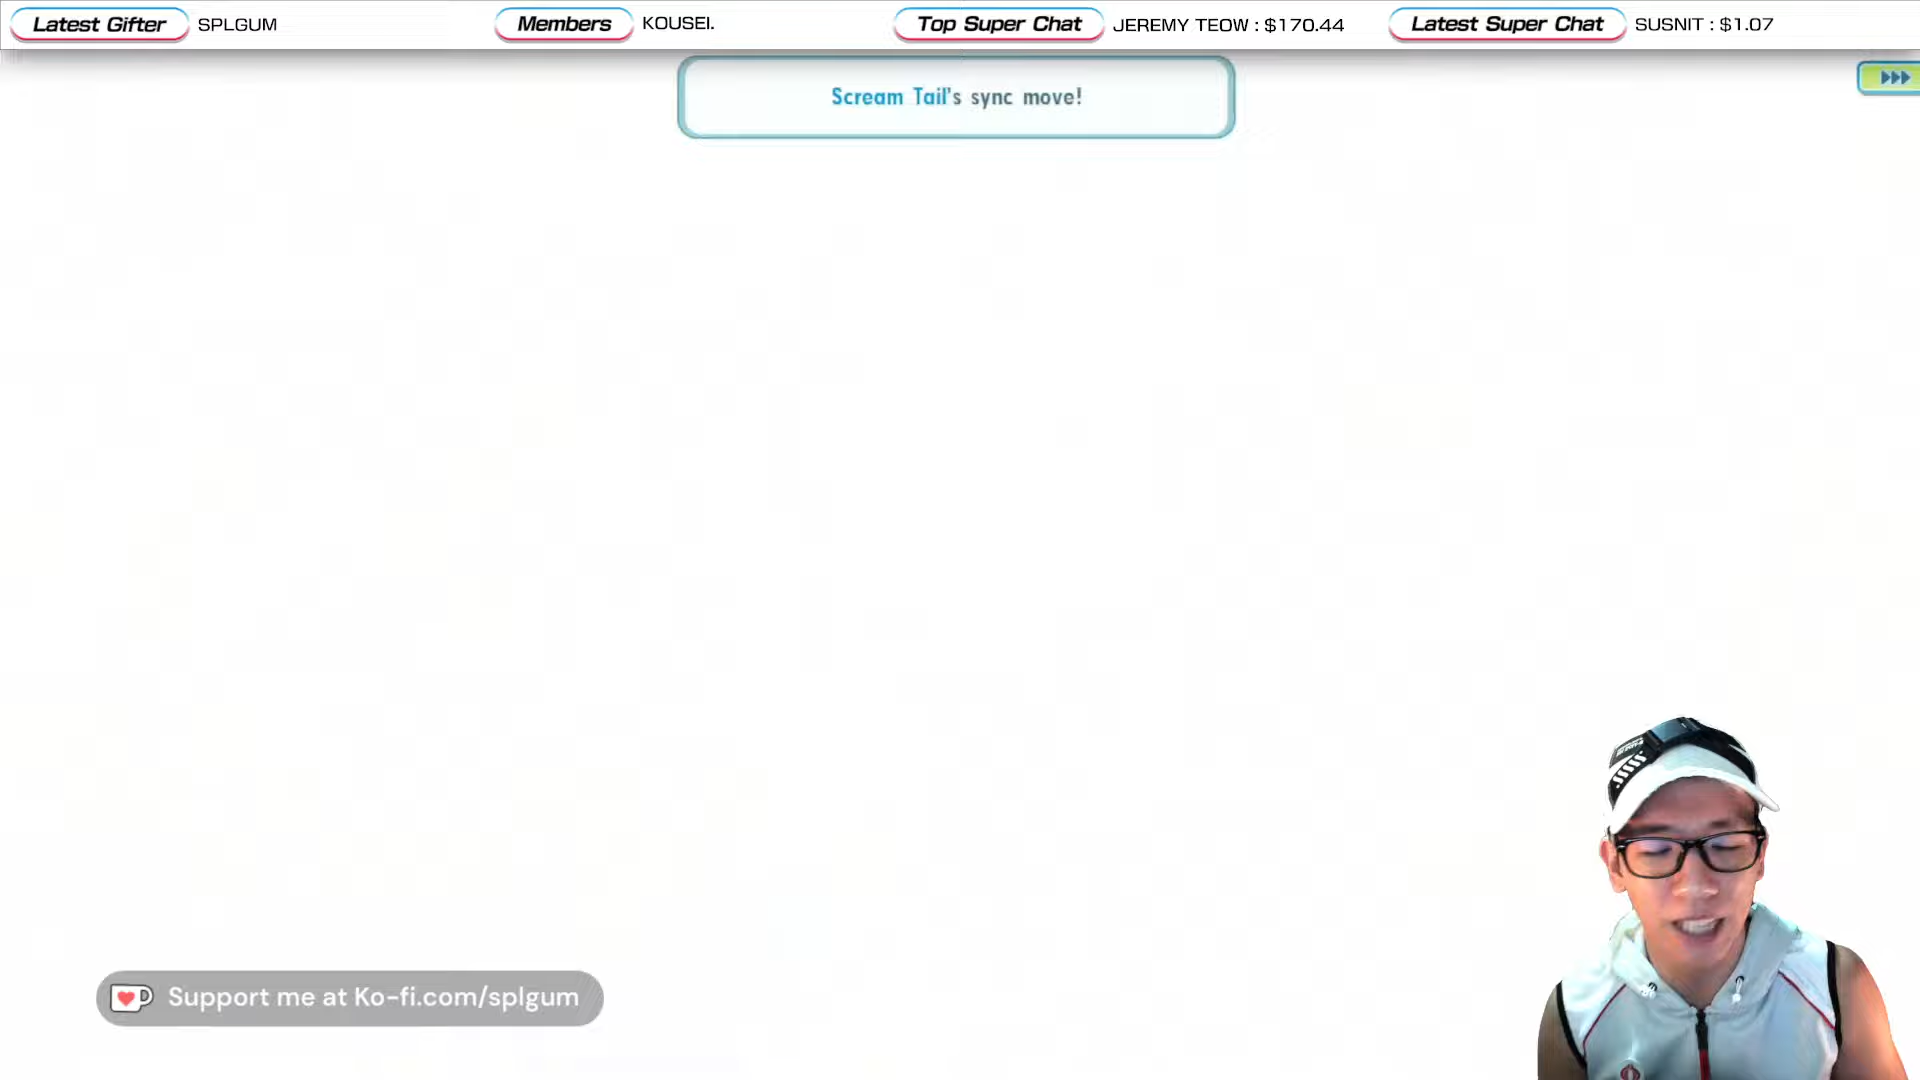 Latest Gifter SPLGUM Members KOUSEI. Top Super Chat JEREMY TEOW : $170.44 Latest Super Chat SUSNIT : $1.07
Scream Tail's sync move!
Support me at Ko-fi.com/splgum